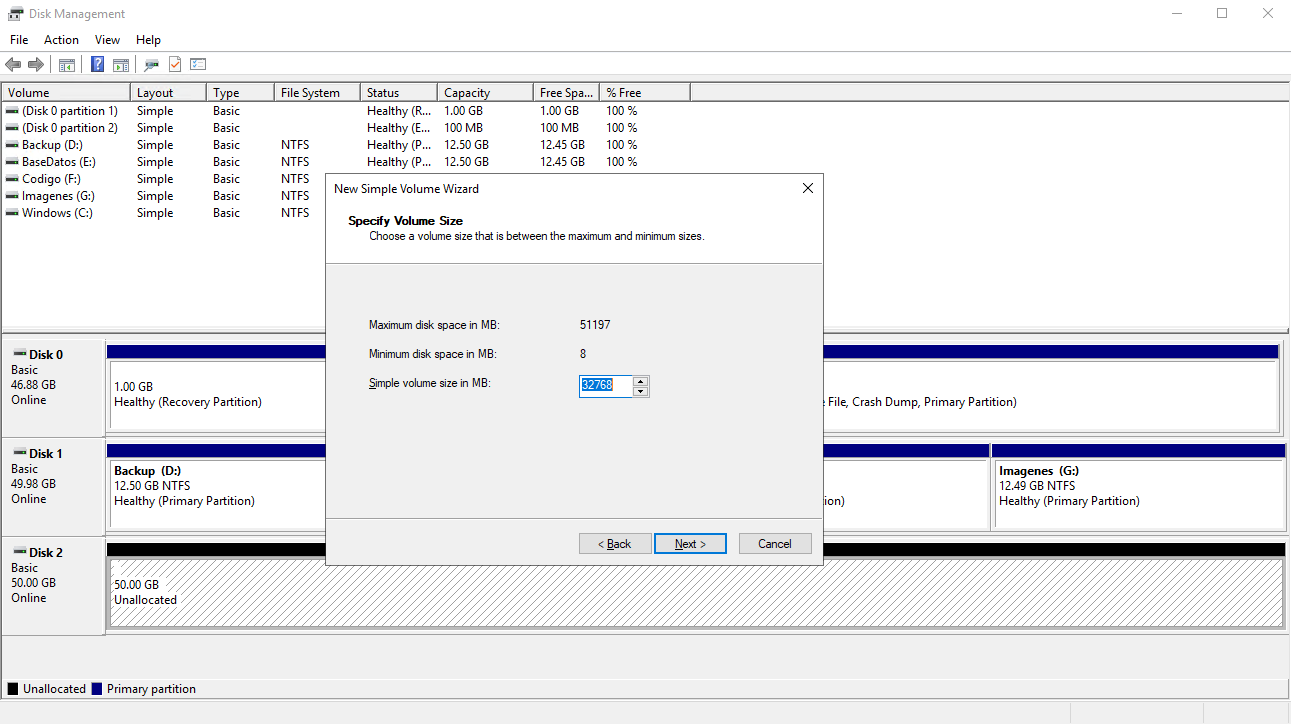 Disk Management
File Action View Help
Volume Layout Type File System Status Capacity Free Spa... % Free
(Disk 0 partition 1) Simple Basic Healthy (R... 1.00 GB 1.00 GB 100 %
(Disk 0 partition 2) Simple Basic Healthy (E... 100 MB 100 MB 100 %
Backup (D:) Simple Basic NTFS Healthy (P... 12.50 GB 12.45 GB 100 %
BaseDatos (E:) Simple Basic NTFS Healthy (P... 12.50 GB 12.45 GB 100 %
Codigo (F:) Simple Basic NTFS
Imagenes (G:) Simple Basic NTFS
Windows (C:) Simple Basic NTFS
New Simple Volume Wizard
Specify Volume Size
Choose a volume size that is between the maximum and minimum sizes.
Maximum disk space in MB: 51197
Minimum disk space in MB: 8
Simple volume size in MB: 32768
< Back Next > Cancel
Disk 0
Basic
46.88 GB
Online
1.00 GB
Healthy (Recovery Partition)
File, Crash Dump, Primary Partition)
Disk 1
Basic
49.98 GB
Online
Backup (D:)
12.50 GB NTFS
Healthy (Primary Partition)
ion)
Imagenes (G:)
12.49 GB NTFS
Healthy (Primary Partition)
Disk 2
Basic
50.00 GB
Online
50.00 GB
Unallocated
Unallocated Primary partition